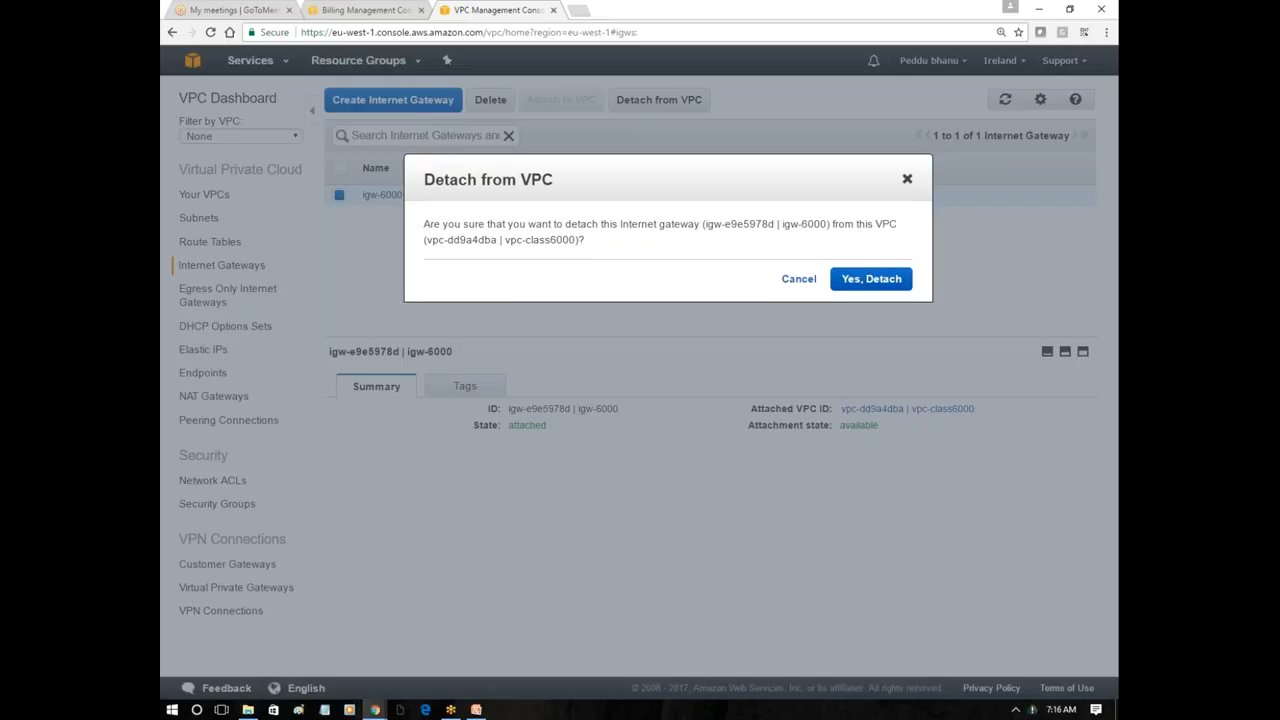 My meetings | GoToMee
Billing Management Con
VPC Management Conso
Secure
https://eu-west-1.console.aws.amazon.com/vpc/home?region=eu-west-1#igws:
Services
Resource Groups
Peddu bhanu
Ireland
Support
VPC Dashboard
Filter by VPC:
None
Create Internet Gateway
Delete
Attach to VPC
Detach from VPC
Search Internet Gateways and
1 to 1 of 1 Internet Gateway
Name
igw-6000
Virtual Private Cloud
Your VPCs
Subnets
Route Tables
Internet Gateways
Egress Only Internet
Gateways
DHCP Options Sets
Elastic IPs
Endpoints
NAT Gateways
Peering Connections
Security
Network ACLs
Security Groups
VPN Connections
Customer Gateways
Virtual Private Gateways
VPN Connections
Detach from VPC
Are you sure that you want to detach this Internet gateway (igw-e9e5978d | igw-6000) from this VPC
(vpc-dd9a4dba | vpc-class6000)?
Cancel
Yes, Detach
igw-e9e5978d | igw-6000
Summary
Tags
ID: igw-e9e5978d | igw-6000
Attached VPC ID: vpc-dd9a4dba | vpc-class6000
State: attached
Attachment state: available
Feedback
English
© 2008 - 2017, Amazon Web Services, Inc. or its affiliates. All rights reserved.
Privacy Policy
Terms of Use
7:16 AM